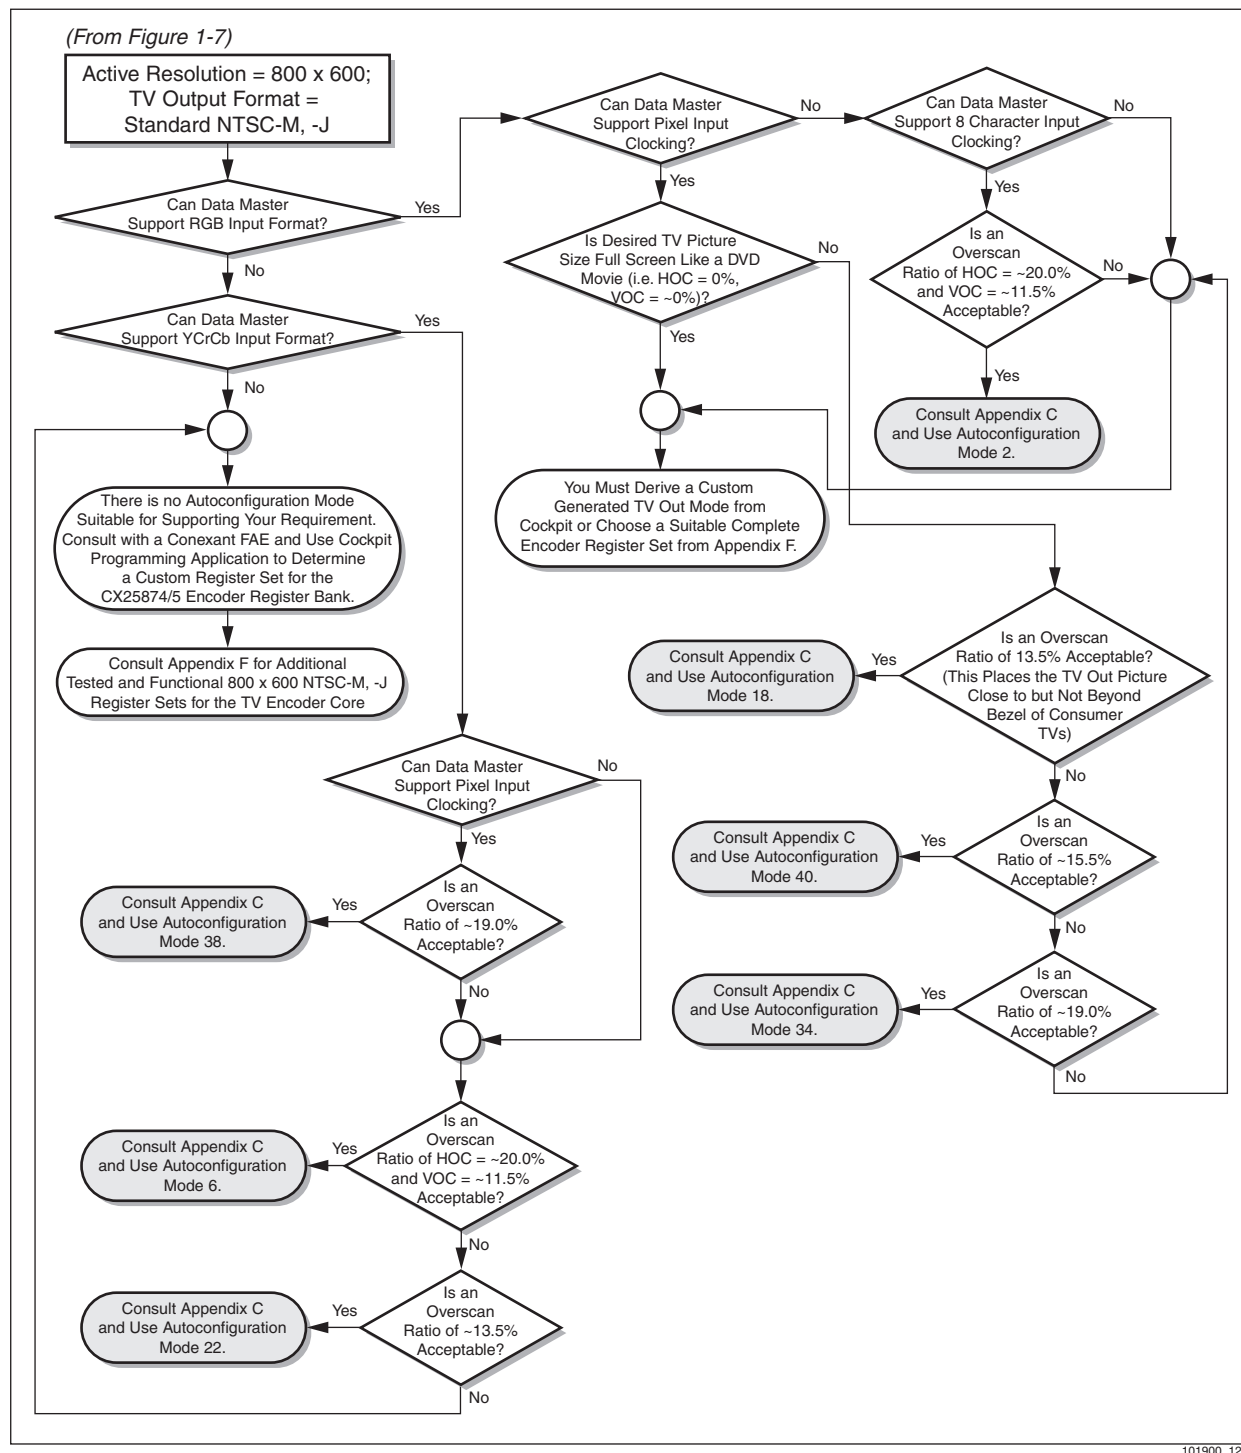 (From Figure 1-7)
Active Resolution = 800 x 600;
TV Output Format =
Standard NTSC-M, -J
Can Data Master
Support RGB Input Format?
Yes
No
Can Data Master
Support YCrCb Input Format?
Yes
No
There is no Autoconfiguration Mode
Suitable for Supporting Your Requirement.
Consult with a Conexant FAE and Use Cockpit
Programming Application to Determine
a Custom Register Set for the
CX25874/5 Encoder Register Bank.
Consult Appendix F for Additional
Tested and Functional 800 x 600 NTSC-M, -J
Register Sets for the TV Encoder Core
Can Data Master
Support Pixel Input
Clocking?
No
Yes
Can Data Master
Support 8 Character Input
Clocking?
No
Yes
Is Desired TV Picture
Size Full Screen Like a DVD
Movie (i.e. HOC = 0%,
VOC = ~0%)?
No
Yes
Is an
Overscan
Ratio of HOC = ~20.0%
and VOC = ~11.5%
Acceptable?
No
Yes
Consult Appendix C
and Use Autoconfiguration
Mode 2.
You Must Derive a Custom
Generated TV Out Mode from
Cockpit or Choose a Suitable Complete
Encoder Register Set from Appendix F.
Is an Overscan
Ratio of 13.5% Acceptable?
(This Places the TV Out Picture
Close to but Not Beyond
Bezel of Consumer
TVs)
Yes
Consult Appendix C
and Use Autoconfiguration
Mode 18.
No
Is an
Overscan
Ratio of ~15.5%
Acceptable?
Yes
Consult Appendix C
and Use Autoconfiguration
Mode 40.
No
Is an
Overscan
Ratio of ~19.0%
Acceptable?
Yes
Consult Appendix C
and Use Autoconfiguration
Mode 34.
No
Can Data Master
Support Pixel Input
Clocking?
No
Yes
Is an
Overscan
Ratio of ~19.0%
Acceptable?
Yes
Consult Appendix C
and Use Autoconfiguration
Mode 38.
No
Is an
Overscan
Ratio of HOC = ~20.0%
and VOC = ~11.5%
Acceptable?
Yes
Consult Appendix C
and Use Autoconfiguration
Mode 6.
No
Is an
Overscan
Ratio of ~13.5%
Acceptable?
Yes
Consult Appendix C
and Use Autoconfiguration
Mode 22.
No
101900_12